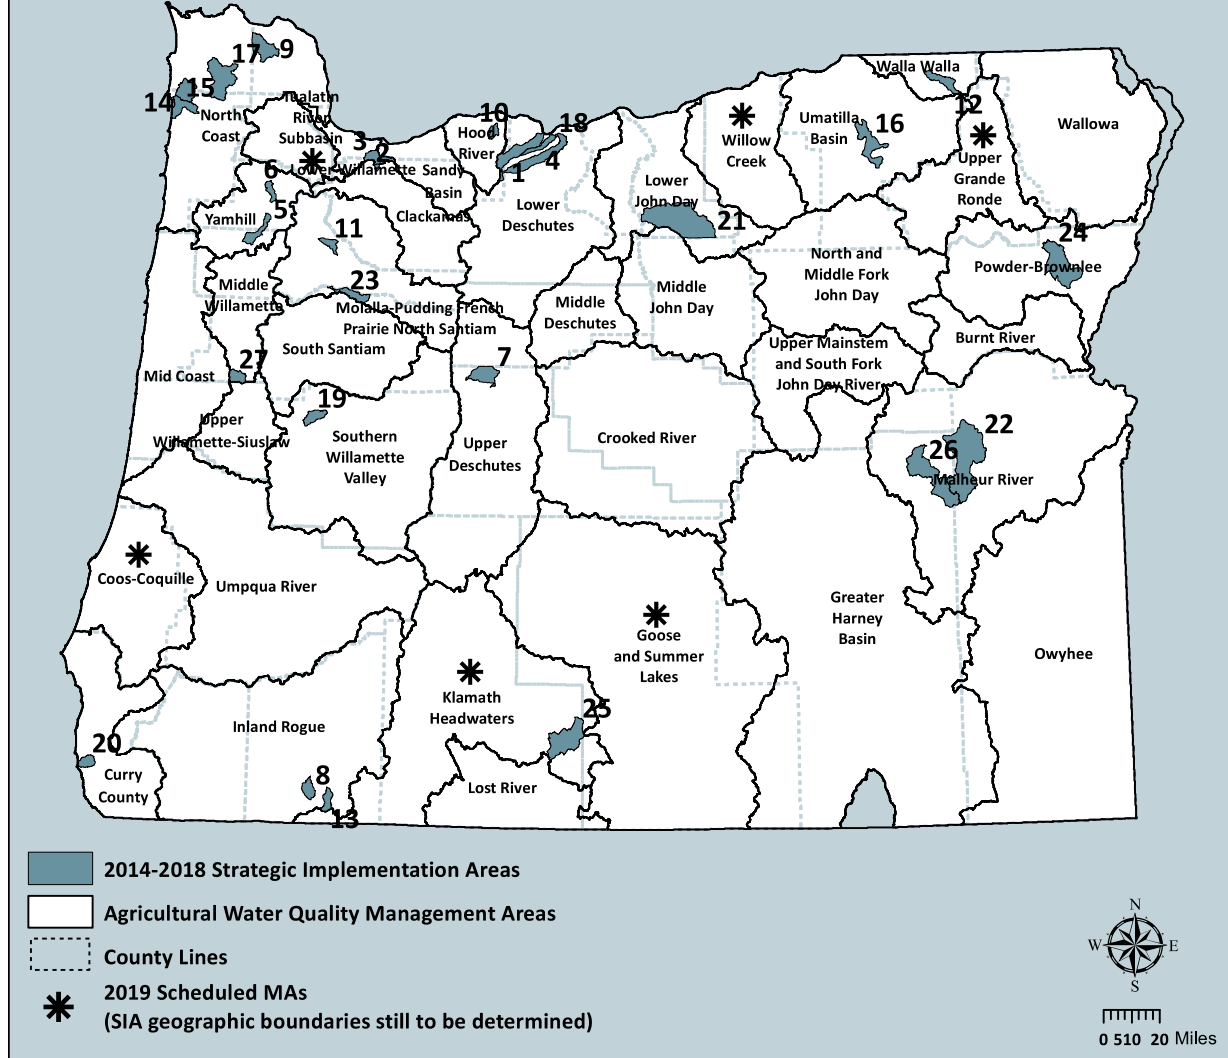 17
9
14
15
North
Coast
Tualatin
River
Subbasin
3
2
Lower Willamette
Sandy
Basin
Clackamas
10
Hood
River
18
4
1
Lower
Deschutes
Willow
Creek
Umatilla
Basin
16
Walla Walla
12
Upper
Grande
Ronde
Wallowa
6
5
Yamhill
11
Lower
John Day
21
24
Powder-Brownlee
North and
Middle Fork
John Day
Middle
Willamette
23
Molalla-Pudding French
Prairie North Santiam
South Santiam
Middle
Deschutes
Middle
John Day
Burnt River
Upper Mainstem
and South Fork
John Day River
27
Mid Coast
7
19
Upper
Willamette-Siuslaw
Southern
Willamette
Valley
Upper
Deschutes
Crooked River
22
26
Malheur River
Coos-Coquille
Umpqua River
Greater
Harney
Basin
Goose
and Summer
Lakes
Owyhee
Klamath
Headwaters
25
Inland Rogue
20
Curry
County
8
13
Lost River
2014-2018 Strategic Implementation Areas
Agricultural Water Quality Management Areas
County Lines
2019 Scheduled MAs
(SIA geographic boundaries still to be determined)
N
W E
S
0 510 20 Miles